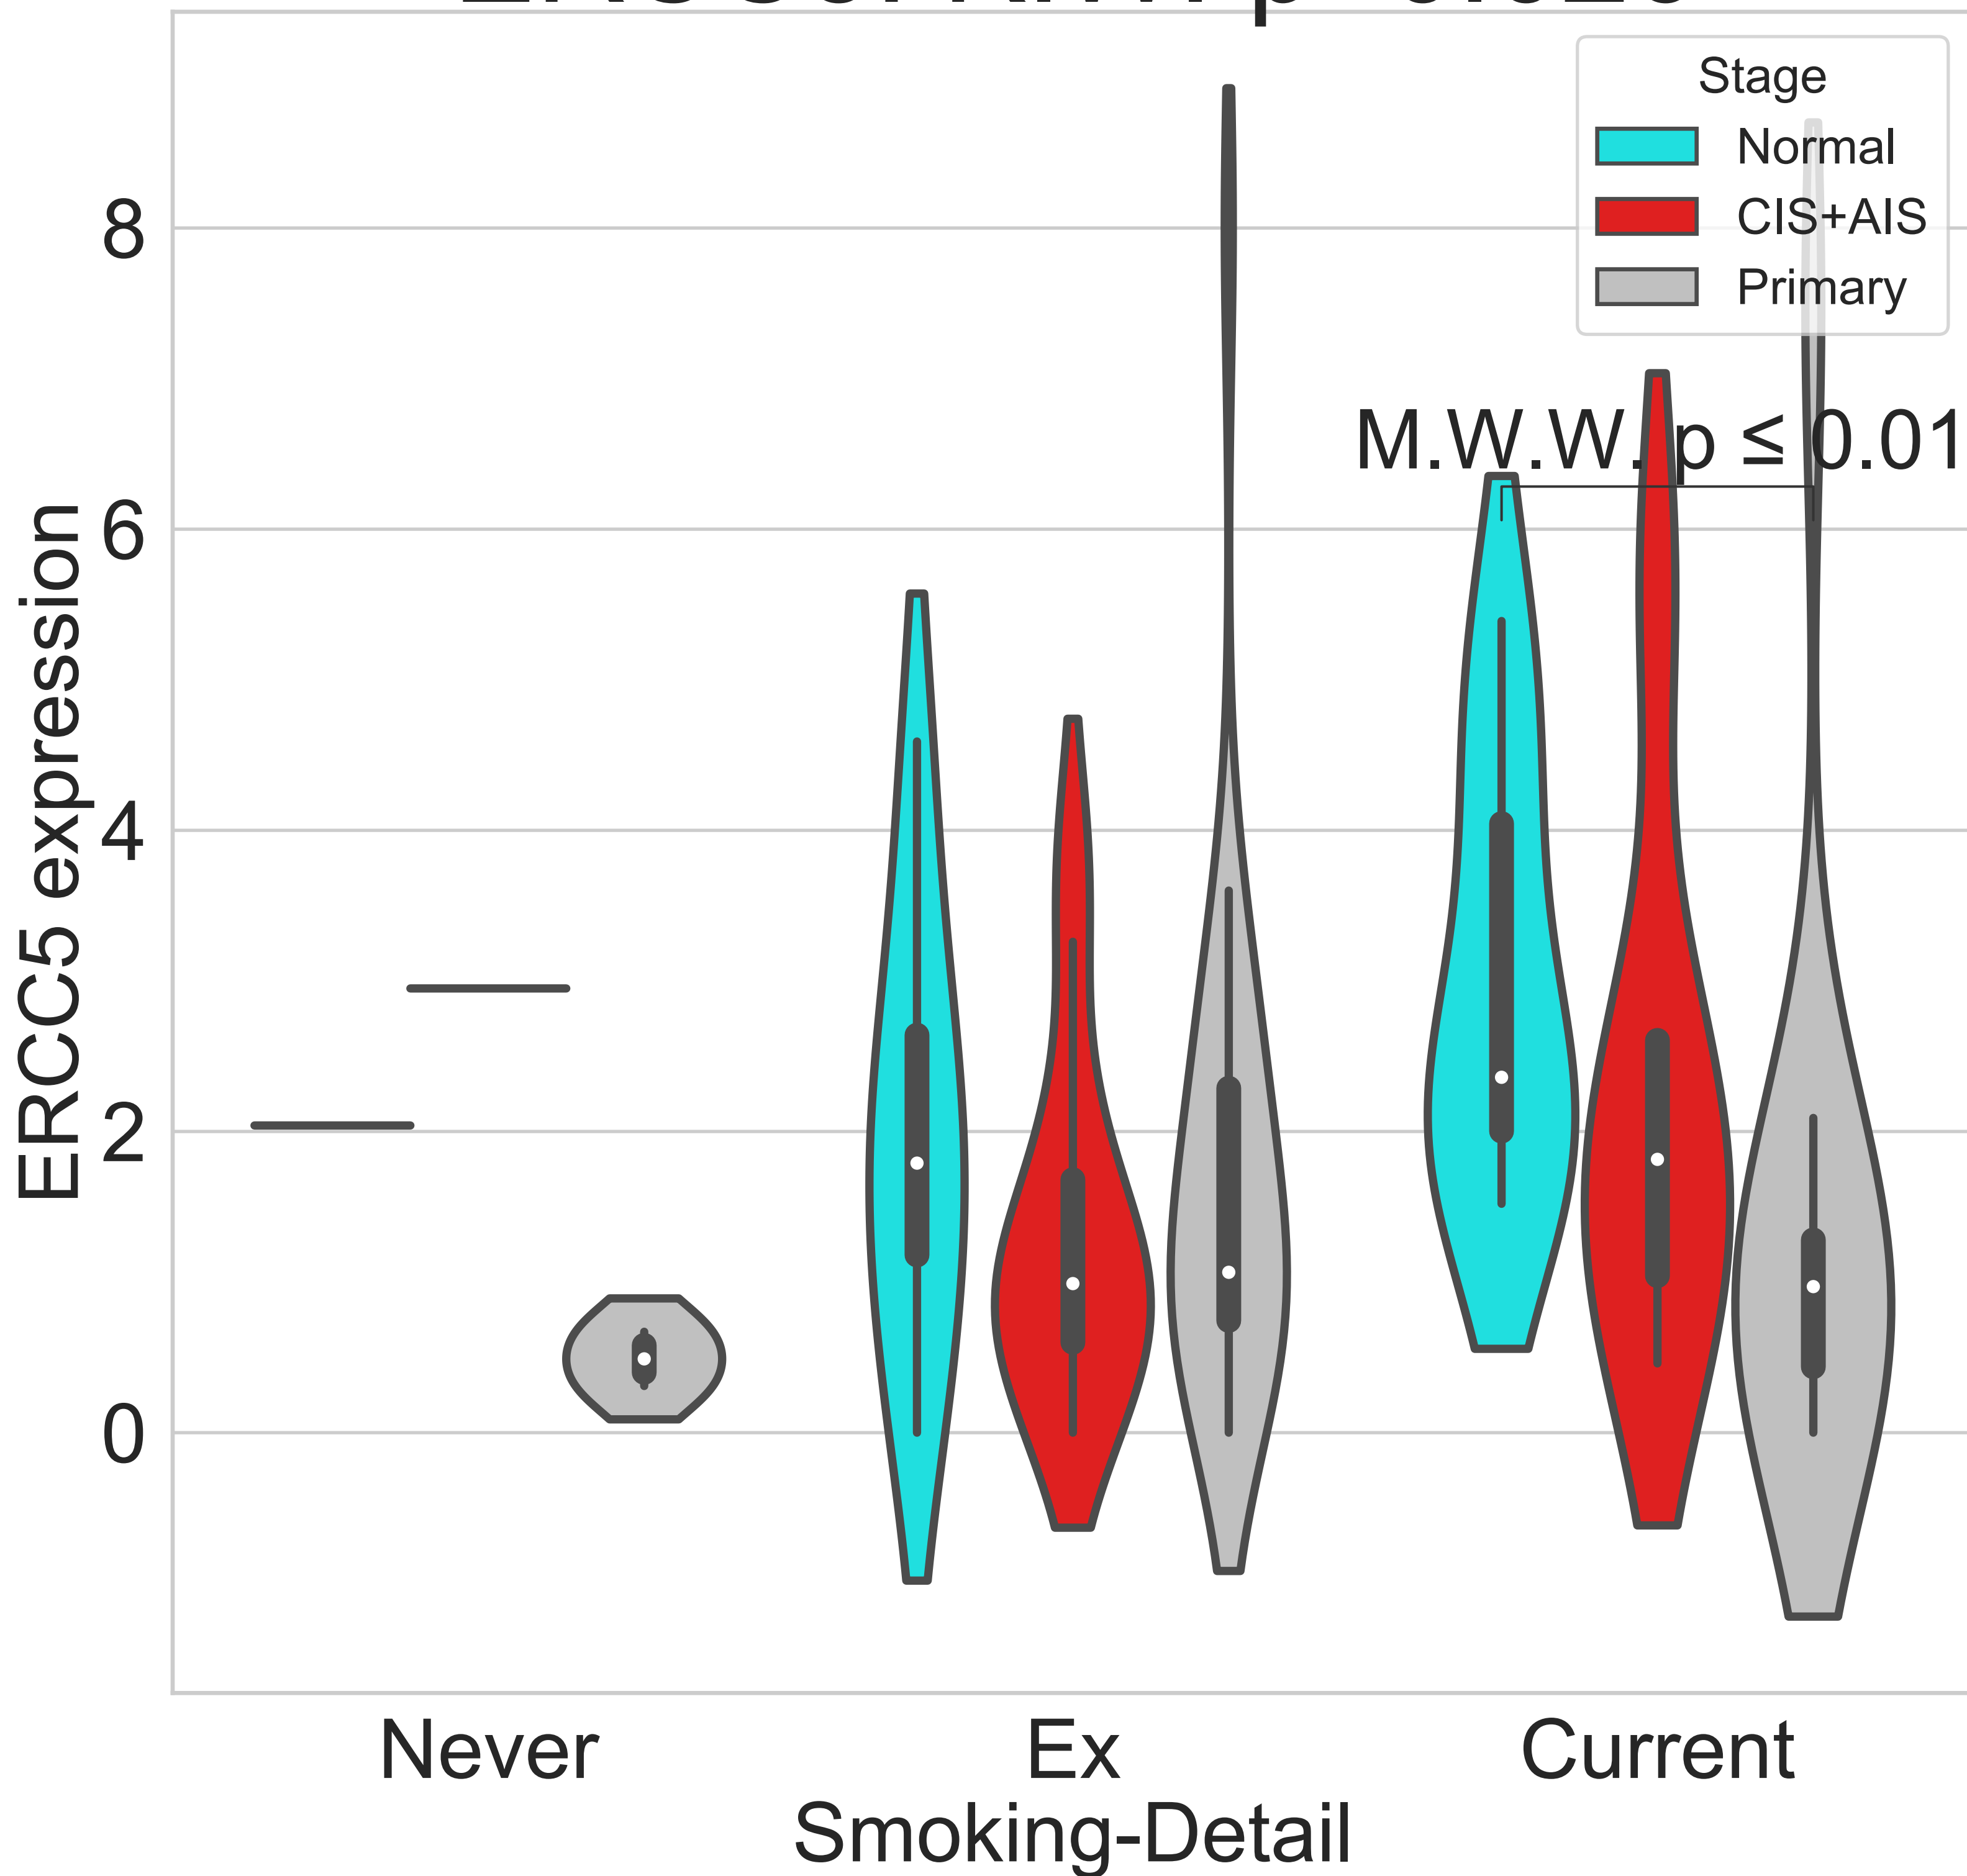 Stage
Normal
CIS+AIS
Primary
M.W.W. p ≤ 0.01
8
6
4
2
0
ERCC5 expression
Never
Ex
Current
Smoking-Detail